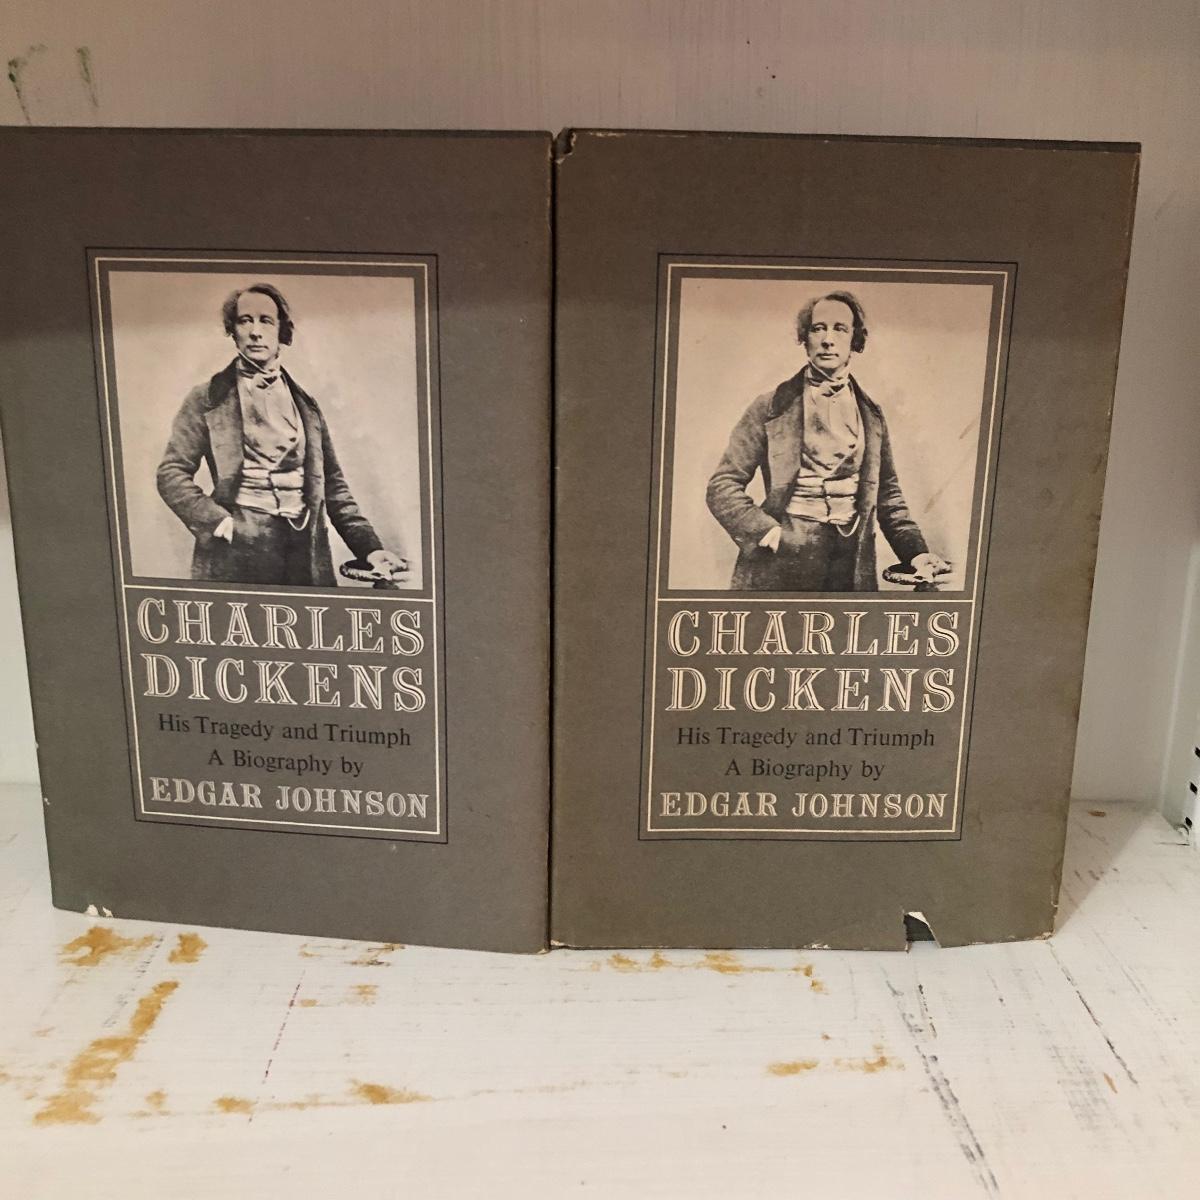 CHARLES
DICKENS
His Tragedy and Triumph
A Biography by
EDGAR JOHNSON
CHARLES
DICKENS
His Tragedy and Triumph
A Biography by
EDGAR JOHNSON